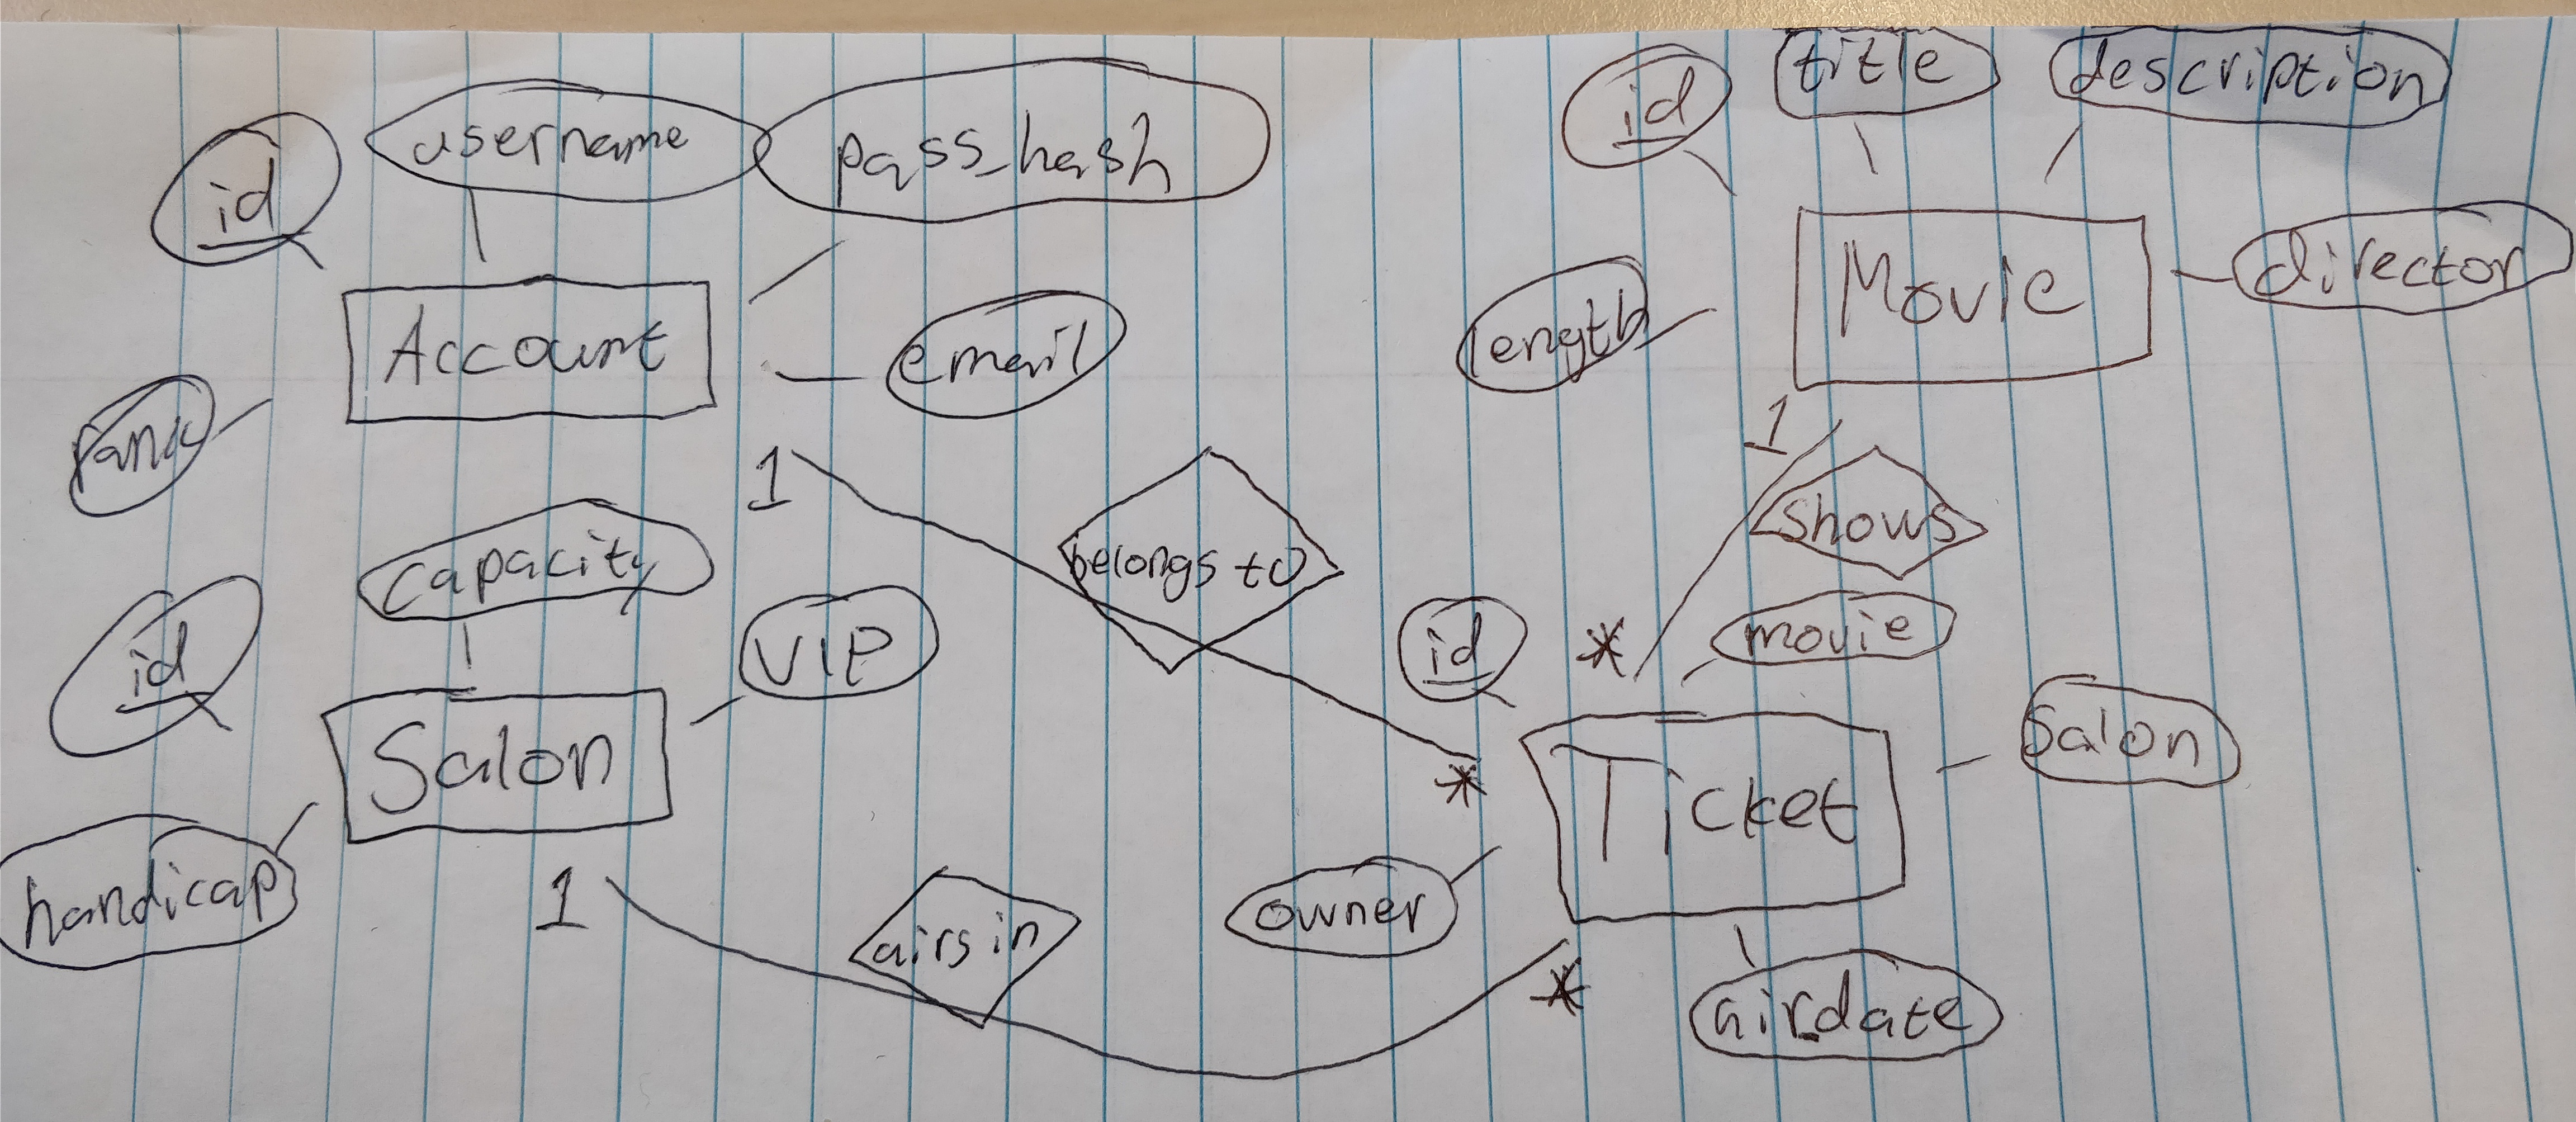 id
username
pass_hash
Account
email
rank
1
belongs to
*
capacity
id
VIP
Salon
handicap
1
airs in
*
id
title
description
Movie
director
length
1
shows
*
id
movie
Ticket
Salon
owner
airdate